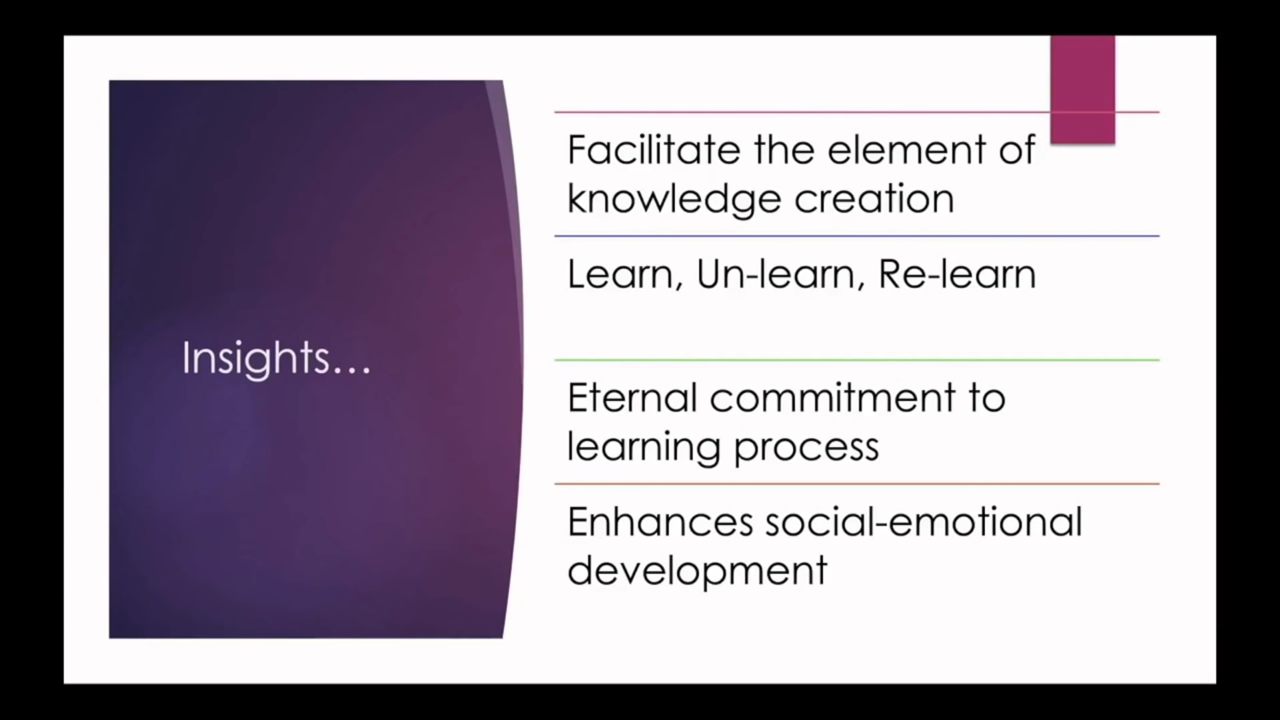 Insights...
Facilitate the element of
knowledge creation
Learn, Un-learn, Re-learn
Eternal commitment to
learning process
Enhances social-emotional
development